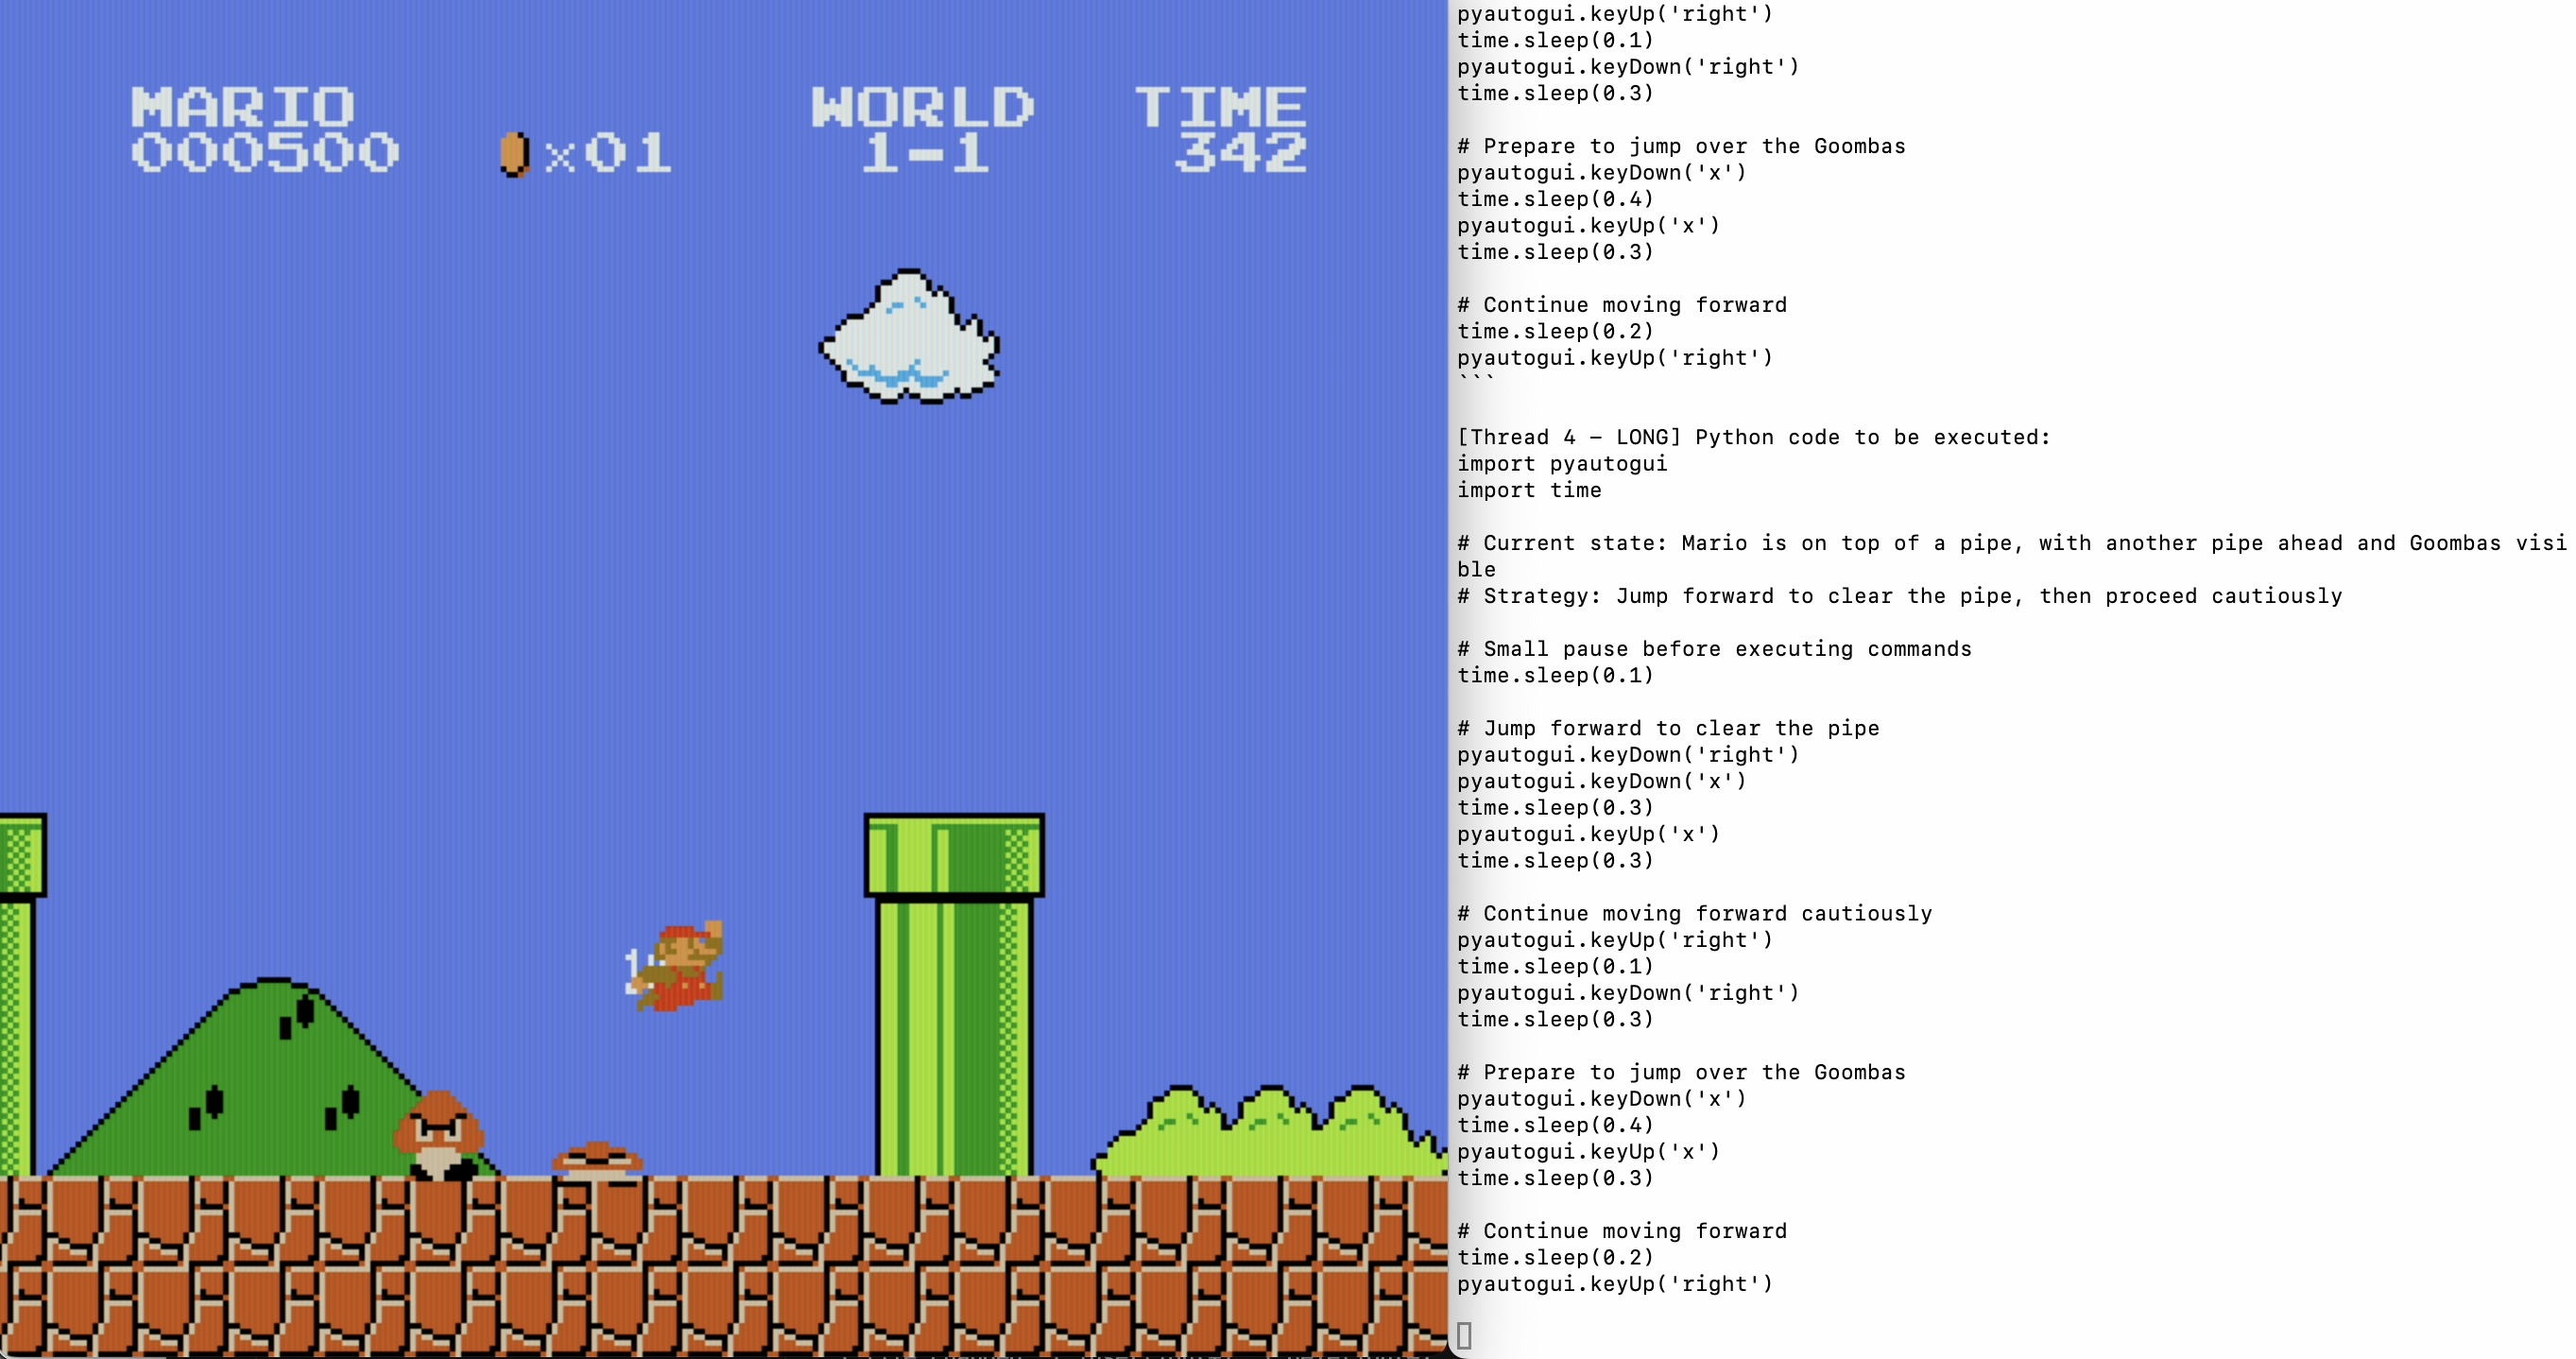 MARIO WORLD TIME
000500 x01 1-1 342
pyautogui.keyUp('right')
time.sleep(0.1)
pyautogui.keyDown('right')
time.sleep(0.3)
# Prepare to jump over the Goombas
pyautogui.keyDown('x')
time.sleep(0.4)
pyautogui.keyUp('x')
time.sleep(0.3)
# Continue moving forward
time.sleep(0.2)
pyautogui.keyUp('right')
```
[Thread 4 – LONG] Python code to be executed:
import pyautogui
import time
# Current state: Mario is on top of a pipe, with another pipe ahead and Goombas visi
ble
# Strategy: Jump forward to clear the pipe, then proceed cautiously
# Small pause before executing commands
time.sleep(0.1)
# Jump forward to clear the pipe
pyautogui.keyDown('right')
pyautogui.keyDown('x')
time.sleep(0.3)
pyautogui.keyUp('x')
time.sleep(0.3)
# Continue moving forward cautiously
pyautogui.keyUp('right')
time.sleep(0.1)
pyautogui.keyDown('right')
time.sleep(0.3)
# Prepare to jump over the Goombas
pyautogui.keyDown('x')
time.sleep(0.4)
pyautogui.keyUp('x')
time.sleep(0.3)
# Continue moving forward
time.sleep(0.2)
pyautogui.keyUp('right')